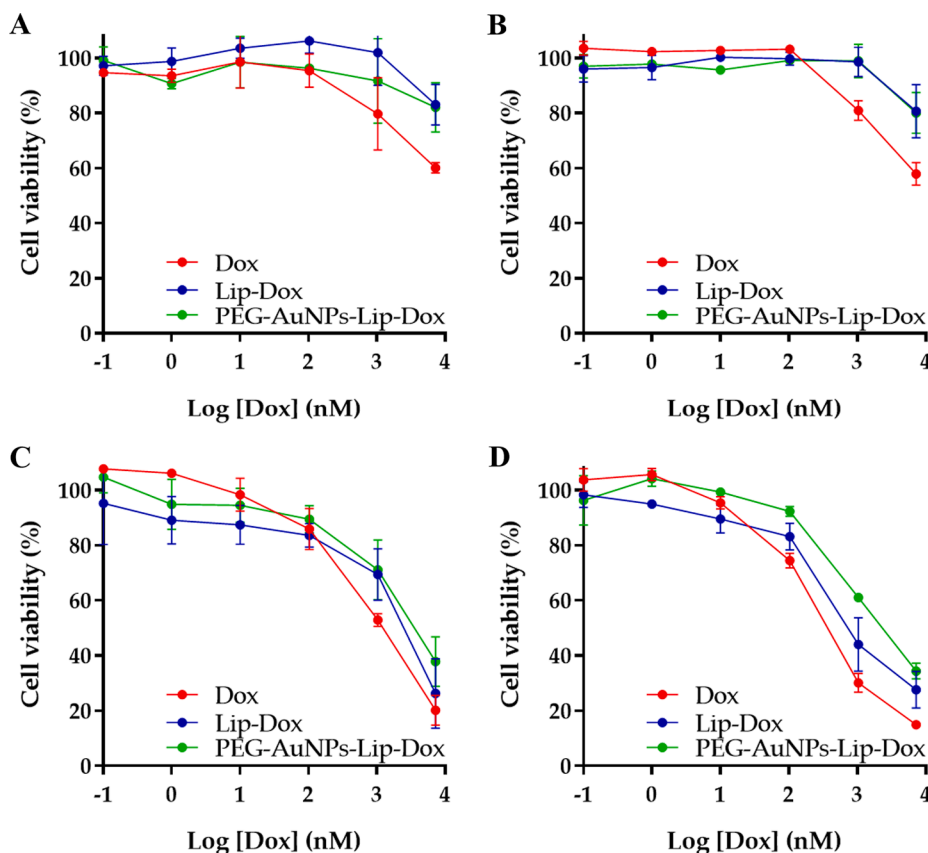 A
Cell viability (%)
100
80
60
40
20
0
Dox
Lip-Dox
PEG-AuNPs-Lip-Dox
-1 0 1 2 3 4
Log [Dox] (nM)
B
Cell viability (%)
100
80
60
40
20
0
Dox
Lip-Dox
PEG-AuNPs-Lip-Dox
-1 0 1 2 3 4
Log [Dox] (nM)
C
Cell viability (%)
100
80
60
40
20
0
Dox
Lip-Dox
PEG-AuNPs-Lip-Dox
-1 0 1 2 3 4
Log [Dox] (nM)
D
Cell viability (%)
100
80
60
40
20
0
Dox
Lip-Dox
PEG-AuNPs-Lip-Dox
-1 0 1 2 3 4
Log [Dox] (nM)